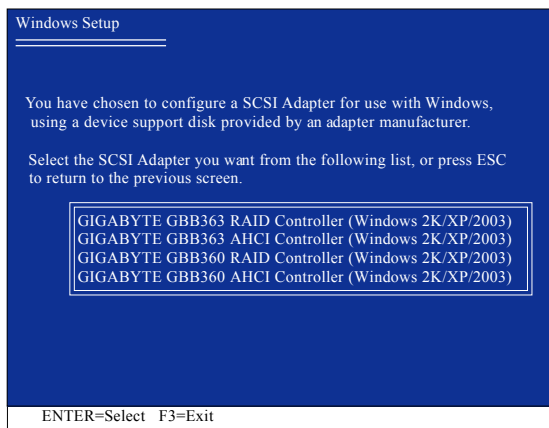 Windows Setup
You have chosen to configure a SCSI Adapter for use with Windows,
using a device support disk provided by an adapter manufacturer.
Select the SCSI Adapter you want from the following list, or press ESC
to return to the previous screen.
GIGABYTE GBB363 RAID Controller (Windows 2K/XP/2003)
GIGABYTE GBB363 AHCI Controller (Windows 2K/XP/2003)
GIGABYTE GBB360 RAID Controller (Windows 2K/XP/2003)
GIGABYTE GBB360 AHCI Controller (Windows 2K/XP/2003)
ENTER=Select F3=Exit